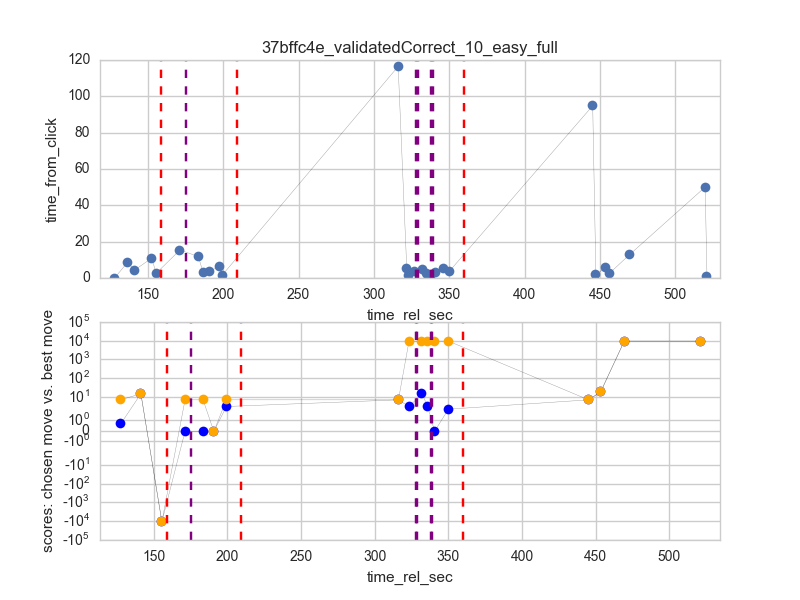 37bffc4e_validatedCorrect_10_easy_full
120
100
80
60
40
20
0
time_from_click
150 200 250 300 350 400 450 500
time_rel_sec
10^5
10^4
10^3
10^2
10^1
10^0
0
-10^0
-10^1
-10^2
-10^3
-10^4
-10^5
scores: chosen move vs. best move
150 200 250 300 350 400 450 500
time_rel_sec